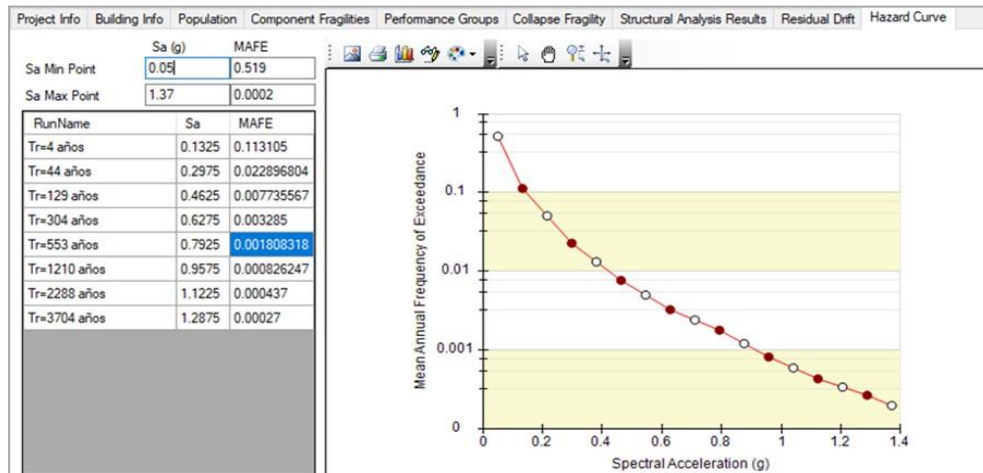 Project Info Building Info Population Component Fragilities Performance Groups Collapse Fragility Structural Analysis Results Residual Drift Hazard Curve
Sa (g) MAFE
Sa Min Point 0.05 0.519
Sa Max Point 1.37 0.0002
RunName Sa MAFE
Tr=4 años 0.1325 0.113105
Tr=44 años 0.2975 0.022896804
Tr=129 años 0.4625 0.007735567
Tr=304 años 0.6275 0.003285
Tr=553 años 0.7925 0.001808318
Tr=1210 años 0.9575 0.000826247
Tr=2288 años 1.1225 0.000437
Tr=3704 años 1.2875 0.00027
Mean Annual Frequency of Exceedance
1
0.1
0.01
0.001
0
0 0.2 0.4 0.6 0.8 1 1.2 1.4
Spectral Acceleration (g)